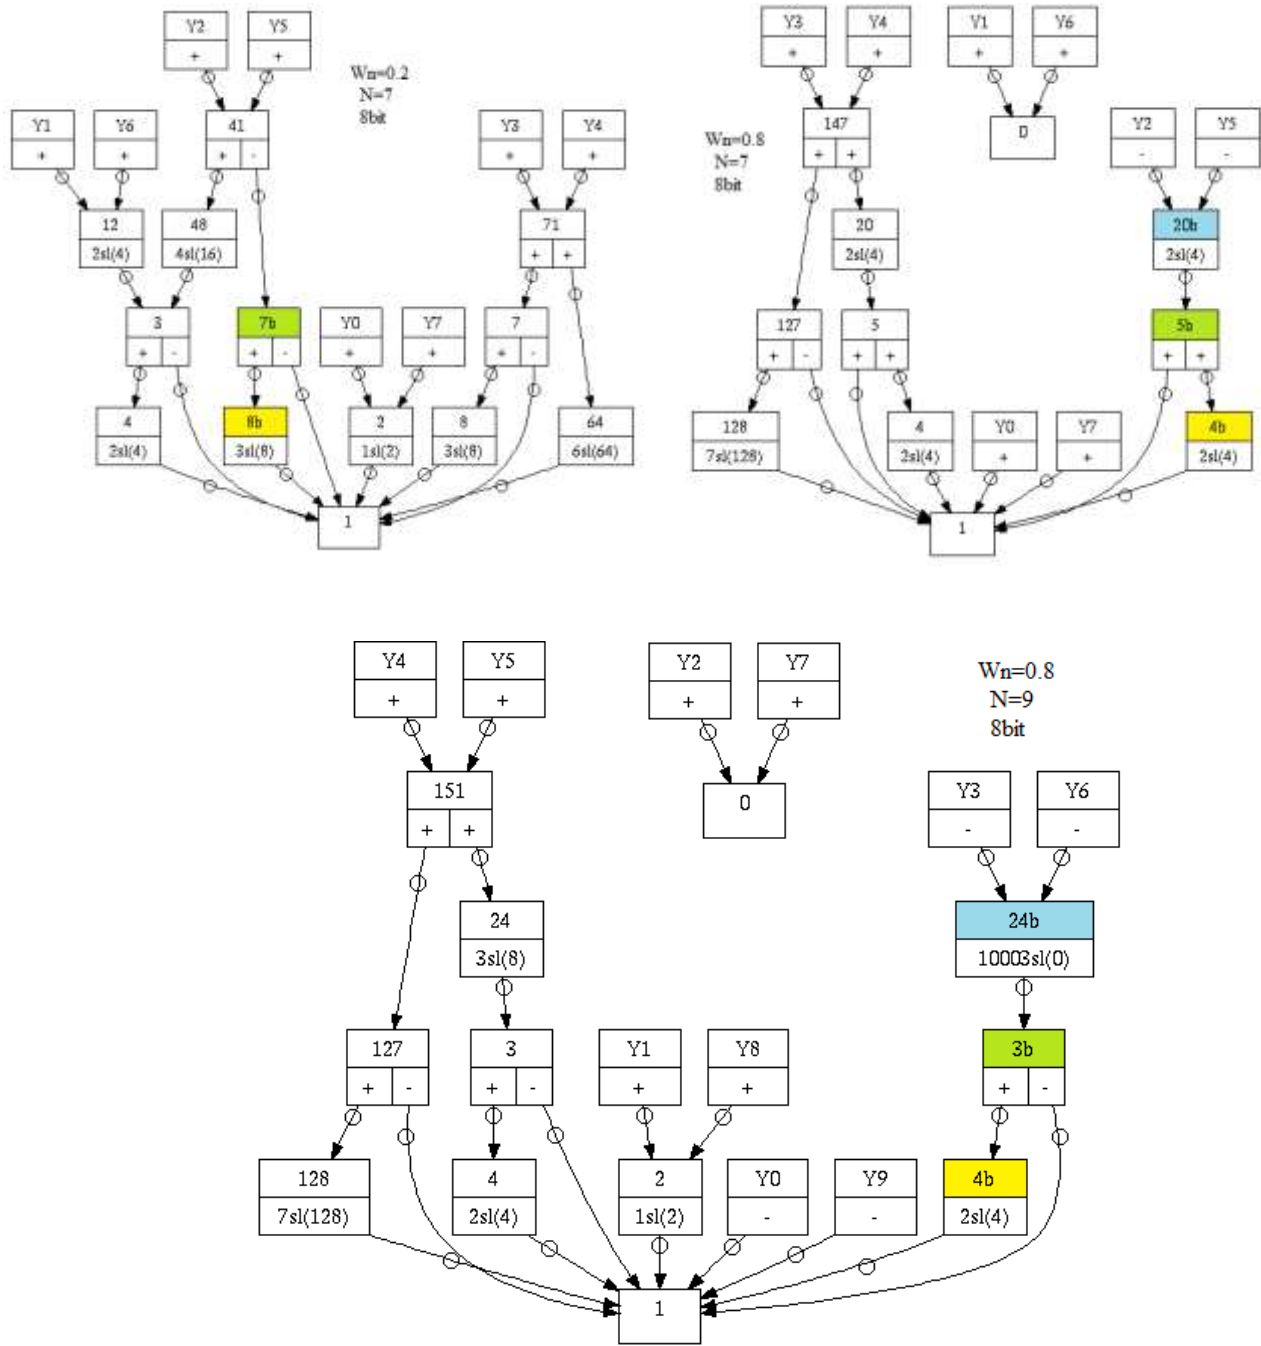 Y2 Y5
+ +
Wn=0.2
N=7
8bit
Y1 Y6 41 Y3 Y4
+ + + - + +
12 48 71
2sl(4) 4sl(16) + +
3 7b Y0 Y7 7
+ - + - + + + -
4 8b 2 8 64
2sl(4) 3sl(8) 1sl(2) 3sl(8) 6sl(64)
1
Y3 Y4 Y1 Y6
+ + + +
Wn=0.8
N=7
8bit
147 0 Y2 Y5
+ + - -
20 20b
2sl(4) 2sl(4)
127 5 5b
+ - + + + +
128 4 Y0 Y7 4b
7sl(128) 2sl(4) + + 2sl(4)
1
Y4 Y5 Y2 Y7
+ + + +
Wn=0.8
N=9
8bit
151 0 Y3 Y6
+ + - -
24 24b
3sl(8) 10003sl(0)
127 3 Y1 Y8 3b
+ - + - + + + -
128 4 2 Y0 Y9 4b
7sl(128) 2sl(4) 1sl(2) - - 2sl(4)
1